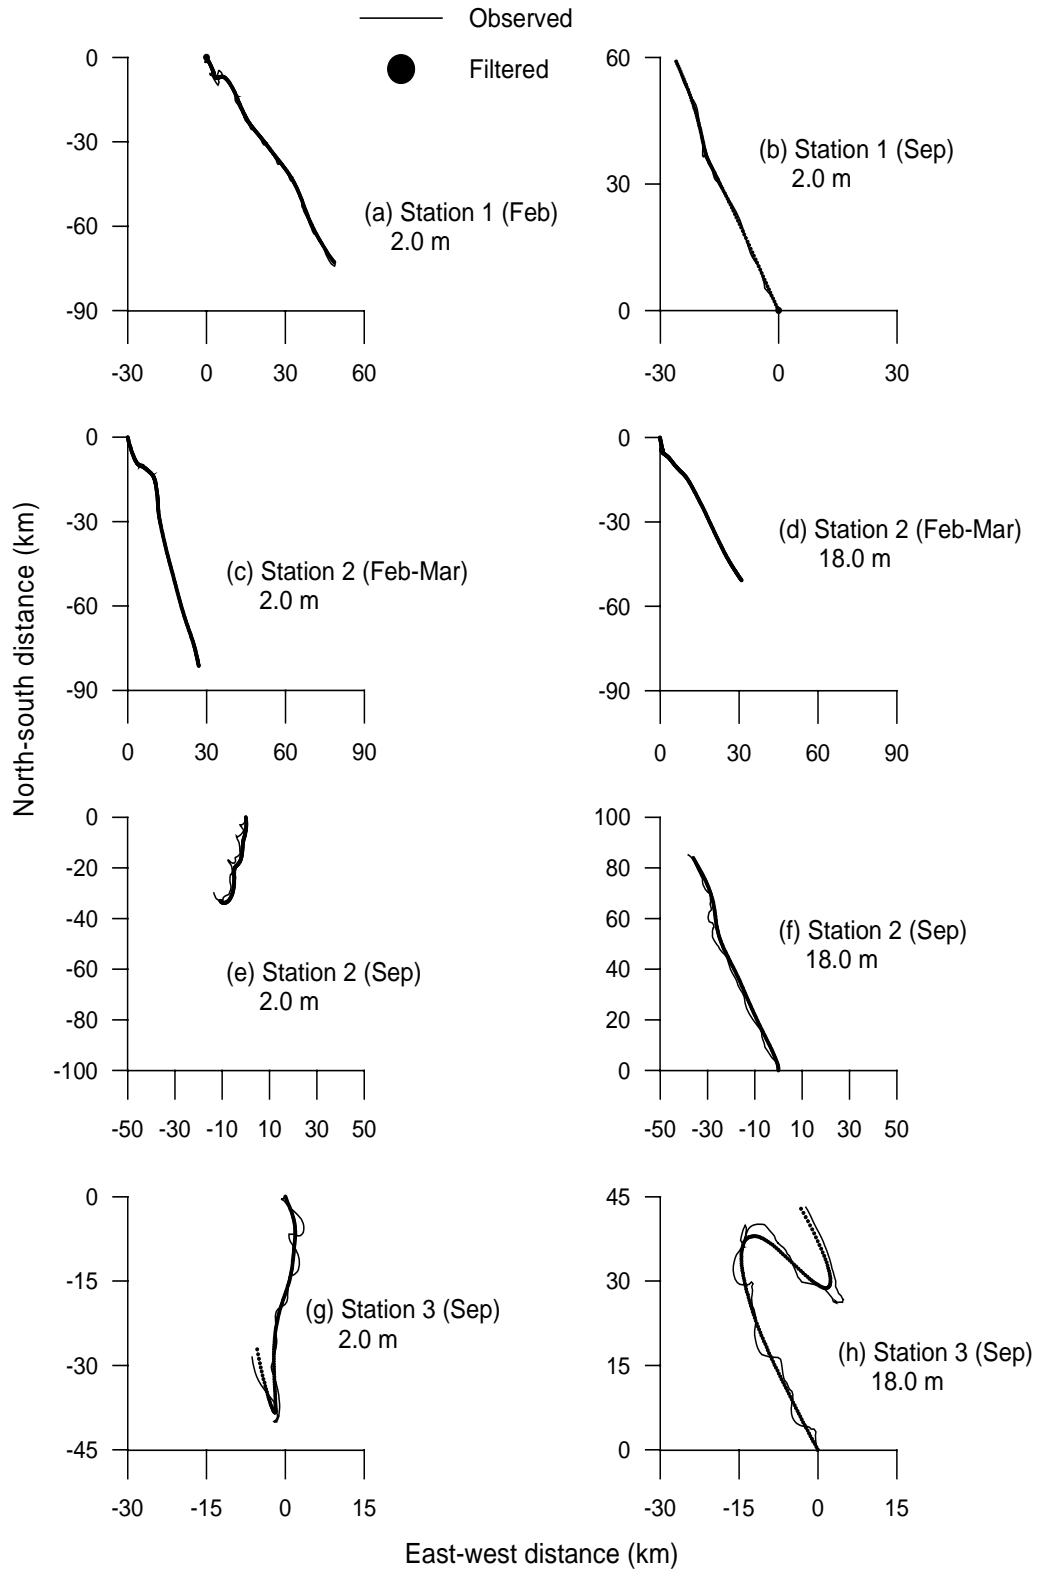 Observed
Filtered
0
-30
-60
-90
-30 0 30 60
(a) Station 1 (Feb)
2.0 m
60
30
0
-30 0 30
(b) Station 1 (Sep)
2.0 m
0
-30
-60
-90
0 30 60 90
(c) Station 2 (Feb-Mar)
2.0 m
0
-30
-60
-90
0 30 60 90
(d) Station 2 (Feb-Mar)
18.0 m
North-south distance (km)
0
-20
-40
-60
-80
-100
-50 -30 -10 10 30 50
(e) Station 2 (Sep)
2.0 m
100
80
60
40
20
0
-50 -30 -10 10 30 50
(f) Station 2 (Sep)
18.0 m
0
-15
-30
-45
-30 -15 0 15
(g) Station 3 (Sep)
2.0 m
45
30
15
0
-30 -15 0 15
(h) Station 3 (Sep)
18.0 m
East-west distance (km)